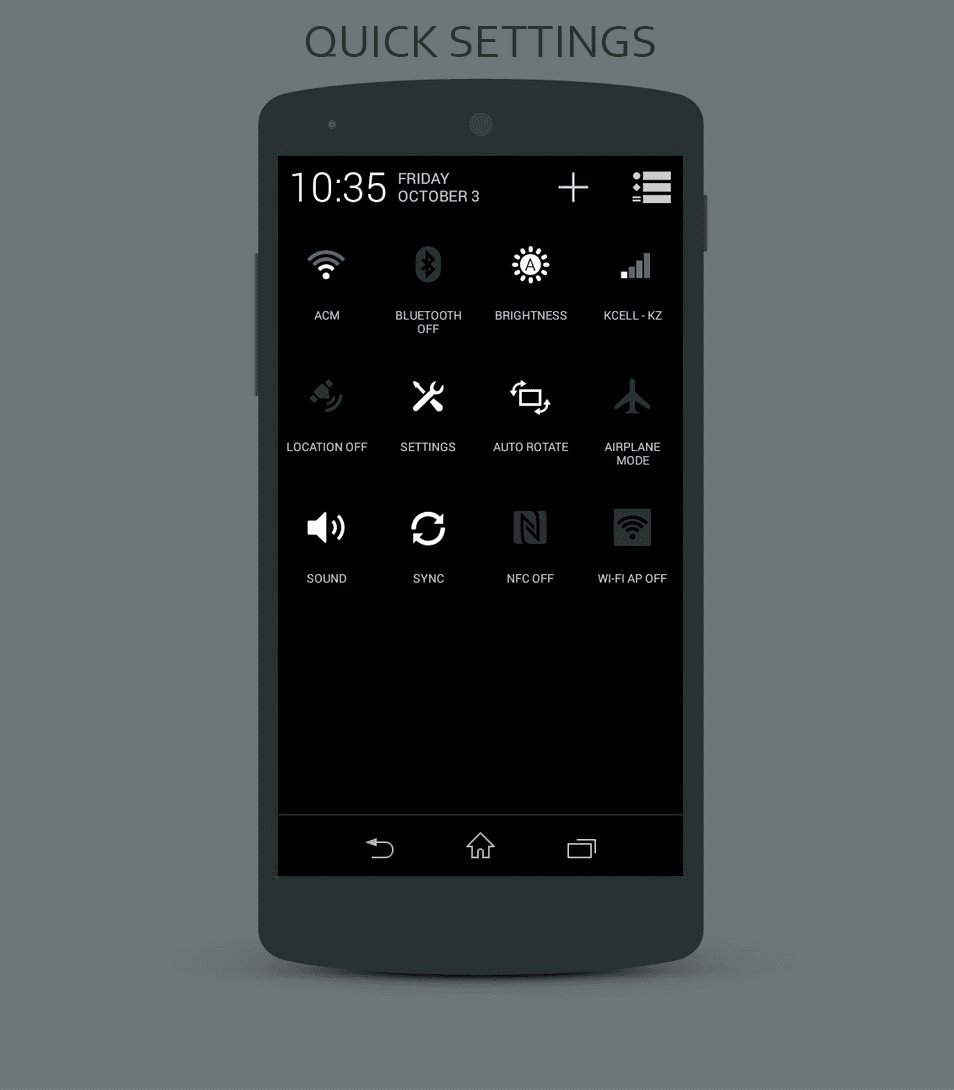 QUICK SETTINGS
10:35
FRIDAY
OCTOBER 3
ACM
BLUETOOTH
OFF
BRIGHTNESS
A
KCELL - KZ
LOCATION OFF
SETTINGS
AUTO ROTATE
AIRPLANE
MODE
SOUND
SYNC
NFC OFF
WI-FI AP OFF